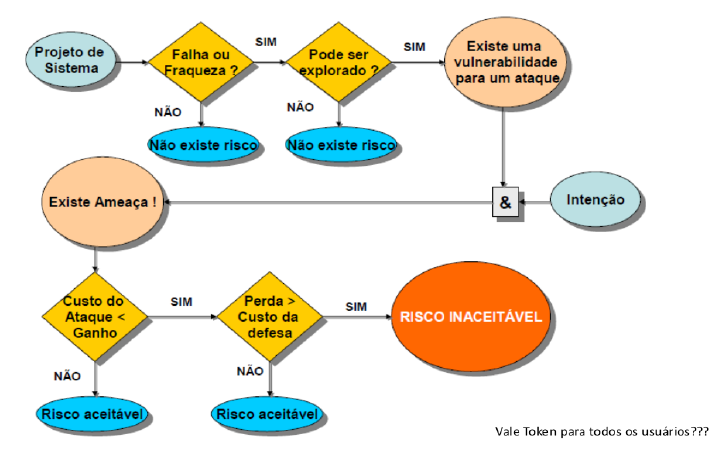 Projeto de
Sistema
Falha ou
Fraqueza ?
SIM
Pode ser
explorado ?
SIM
Existe uma
vulnerabilidade
para um ataque
NÃO
Não existe risco
NÃO
Não existe risco
Existe Ameaça !
&
Intenção
Custo do
Ataque <
Ganho
SIM
Perda >
Custo da
defesa
SIM
RISCO INACEITÁVEL
NÃO
Risco aceitável
NÃO
Risco aceitável
Vale Token para todos os usuários???